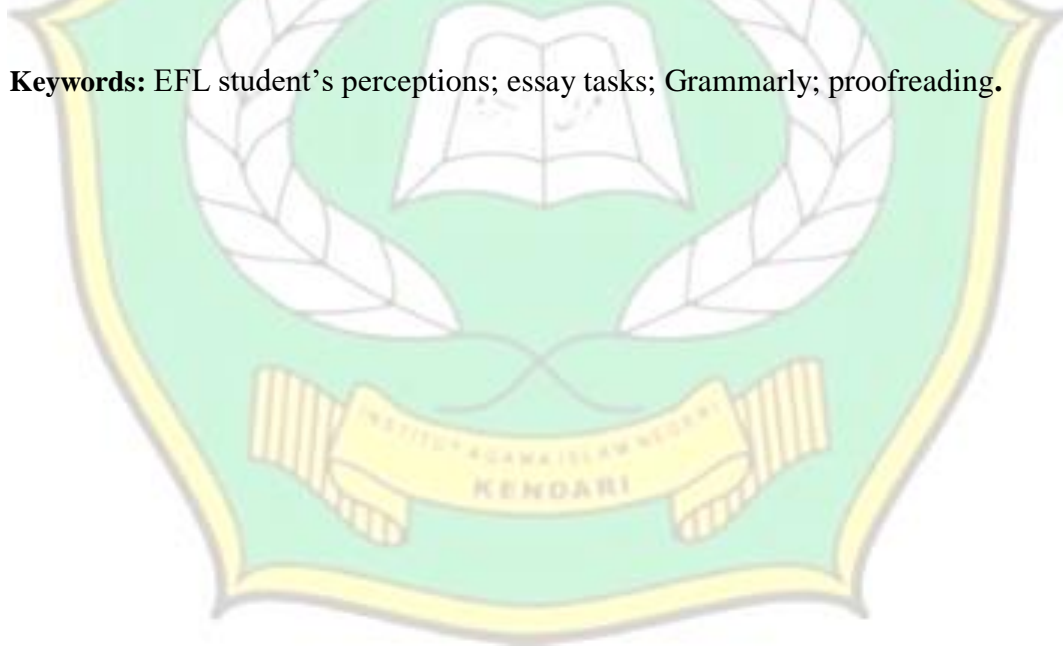 Keywords: EFL student’s perceptions; essay tasks; Grammarly; proofreading.
INSTITUT AGAMA ISLAM NEGERI
KENDARI